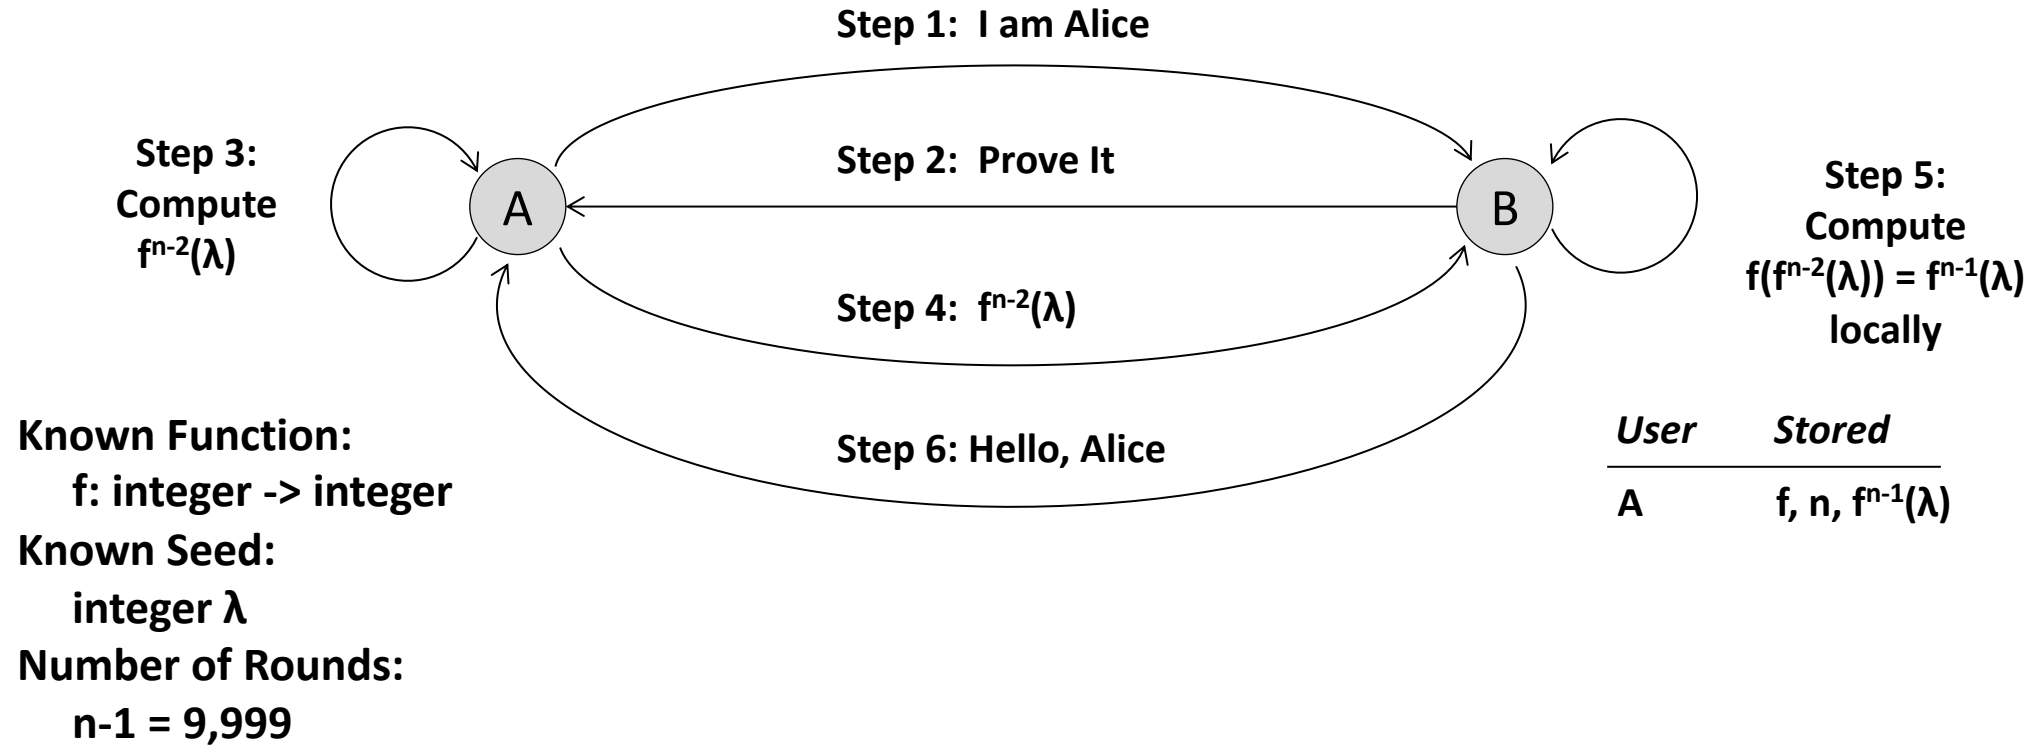 Step 1:  I am Alice
Step 2:  Prove It
Step 3:
Compute
fⁿ⁻²(λ)
A
B
Step 4:  fⁿ⁻²(λ)
Step 5:
Compute
f(fⁿ⁻²(λ)) = fⁿ⁻¹(λ)
locally
Step 6: Hello, Alice
Known Function:
f: integer -> integer
Known Seed:
integer λ
Number of Rounds:
n-1 = 9,999
User Stored
A f, n, fⁿ⁻¹(λ)